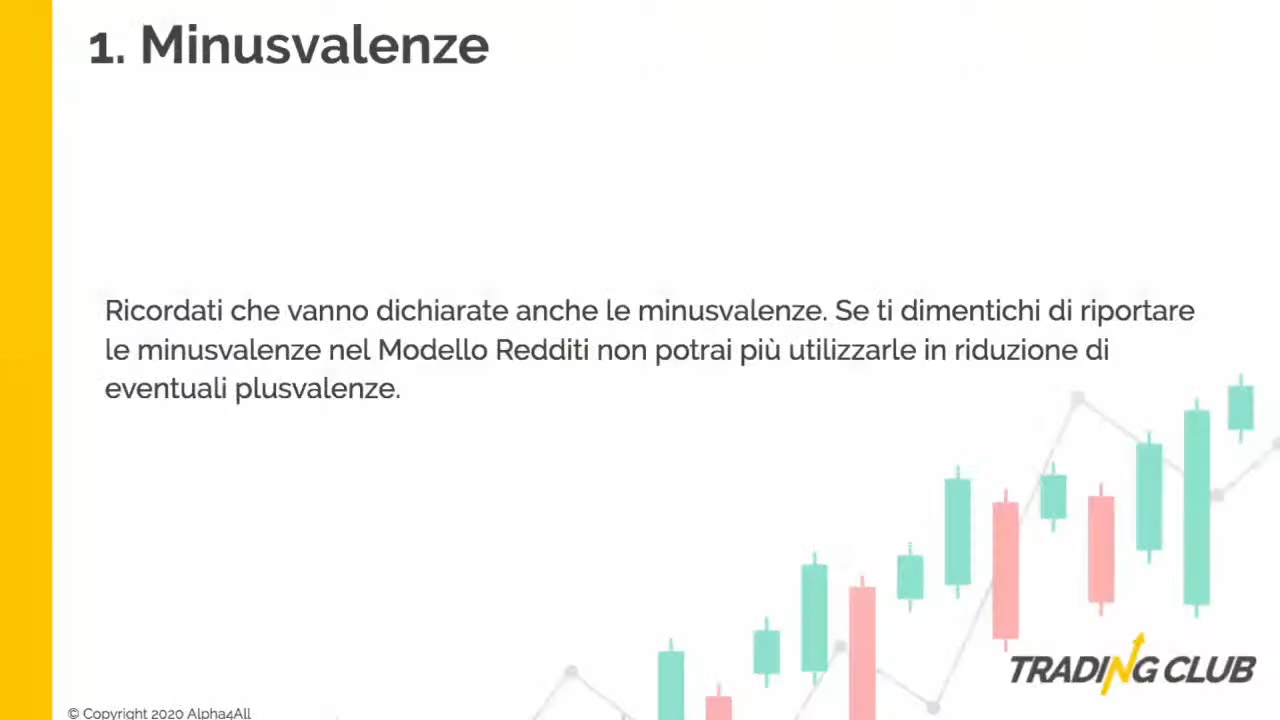 1. Minusvalenze
Ricordati che vanno dichiarate anche le minusvalenze. Se ti dimentichi di riportare
le minusvalenze nel Modello Redditi non potrai più utilizzarle in riduzione di
eventuali plusvalenze.
TRADING CLUB
© Copyright 2020 Alpha4All